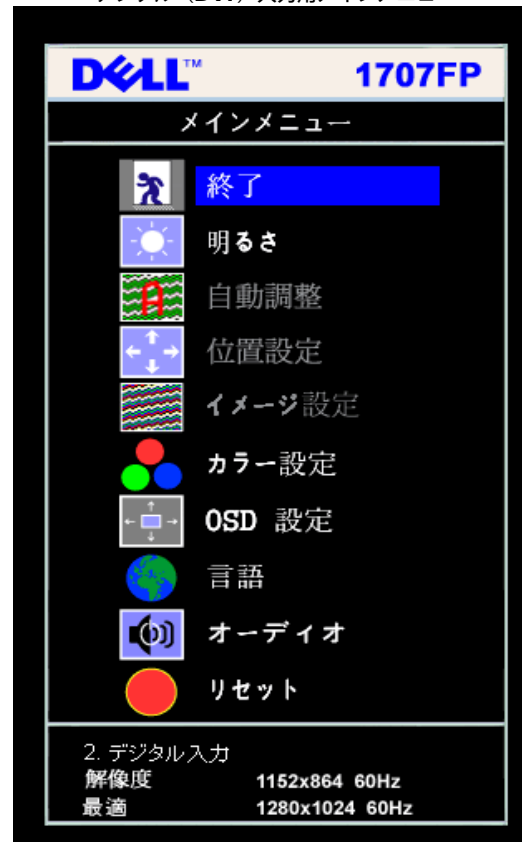 DELL™ 1707FP
メインメニュー
終了
明るさ
自動調整
位置設定
イメージ設定
カラー設定
OSD 設定
言語
オーディオ
リセット
2. デジタル入力
解像度 1152x864 60Hz
最適 1280x1024 60Hz